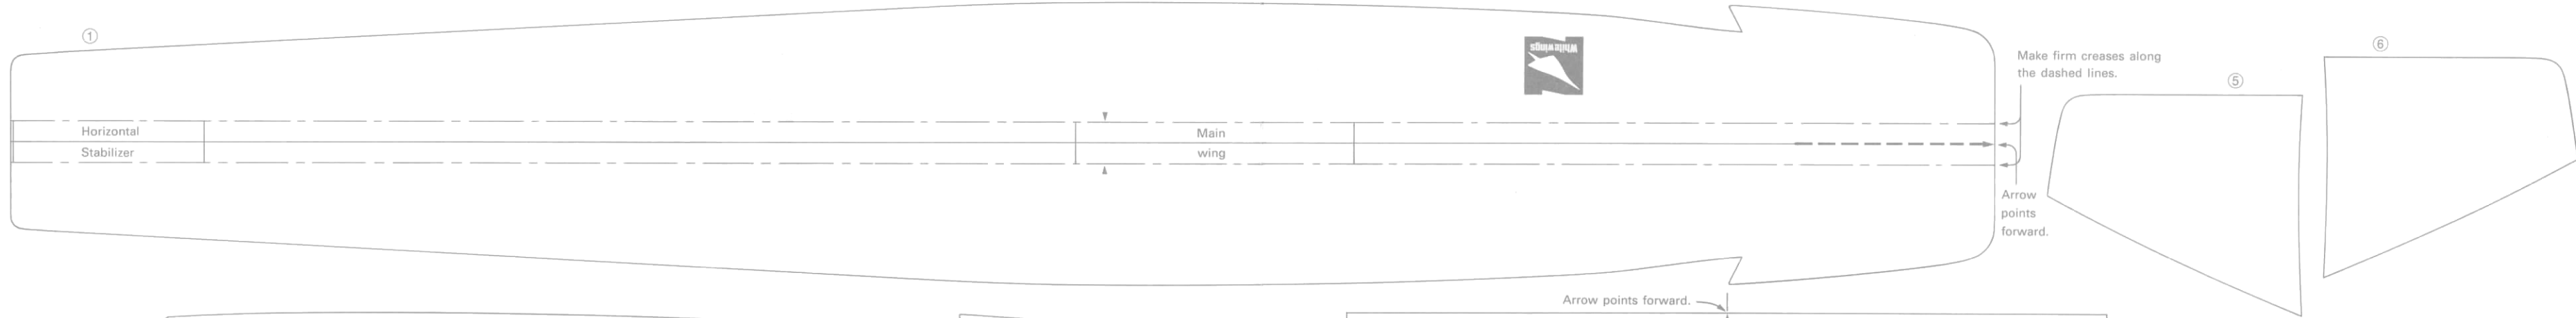 ①
Whitewings
Make firm creases along
the dashed lines.
⑤
⑥
Horizontal
Stabilizer
Main
wing
Arrow
points
forward.
Arrow points forward.